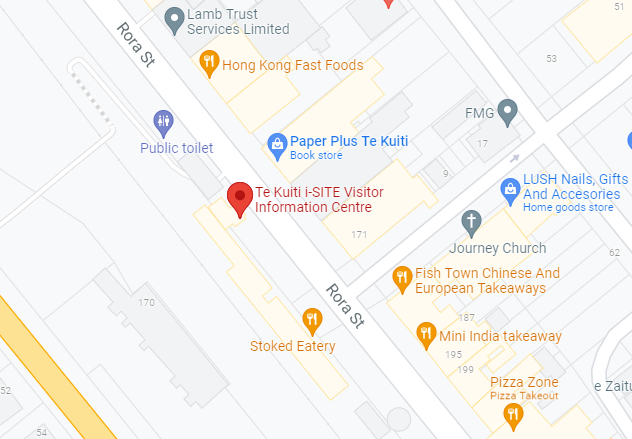 Lamb Trust
Services Limited
Rora St
Hong Kong Fast Foods
51
53
FMG
17
Public toilet
Paper Plus Te Kuiti
Book store
9
LUSH Nails, Gifts
And Accesories
Home goods store
Te Kuiti i-SITE Visitor
Information Centre
171
Journey Church
62
Fish Town Chinese And
European Takeaways
170
Rora St
187
Stoked Eatery
Mini India takeaway
195
199
Pizza Zone
Pizza Takeout
e Zaitu
52
54